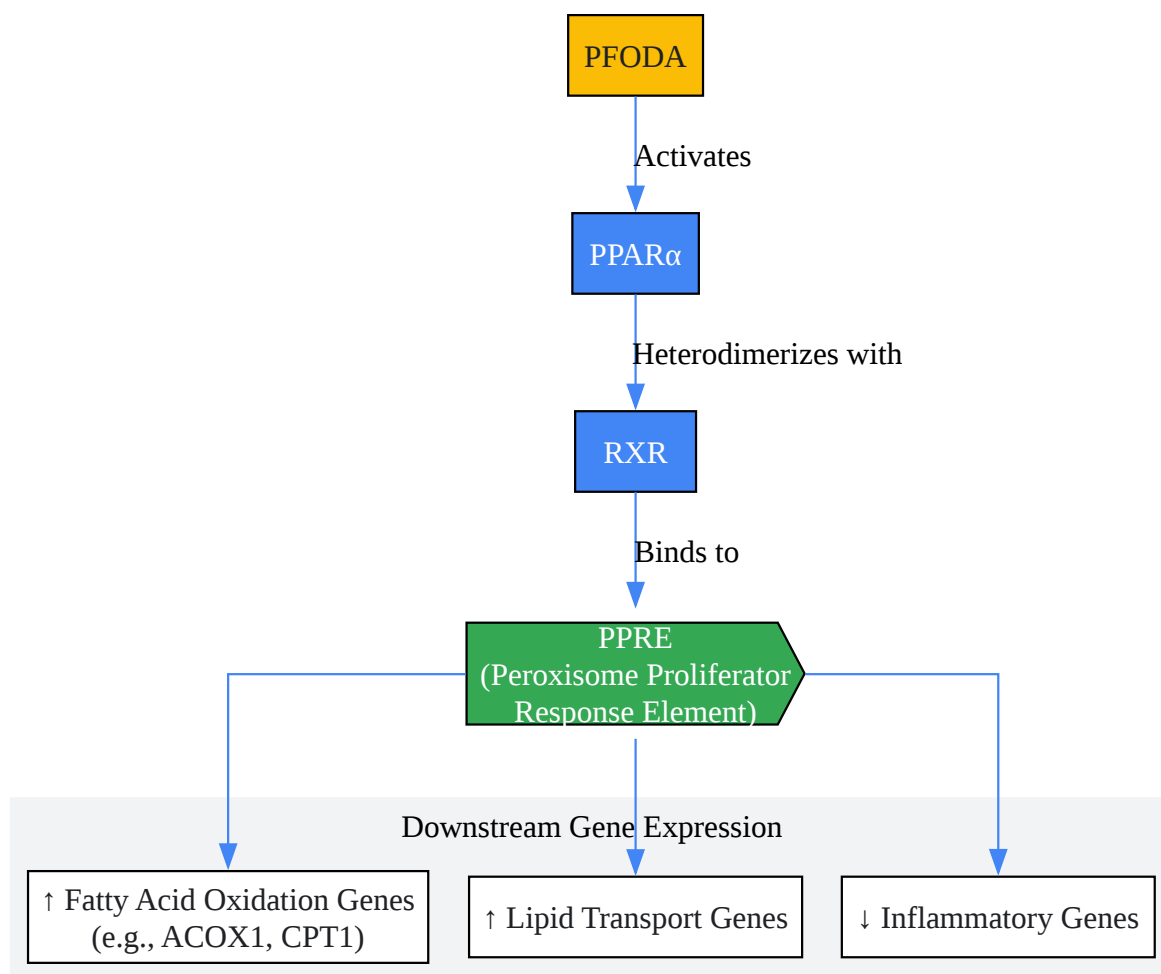 PFODA
Activates
PPARα
Heterodimerizes with
RXR
Binds to
PPRE
(Peroxisome Proliferator
Response Element)
Downstream Gene Expression
↑ Fatty Acid Oxidation Genes
(e.g., ACOX1, CPT1)
↑ Lipid Transport Genes
↓ Inflammatory Genes